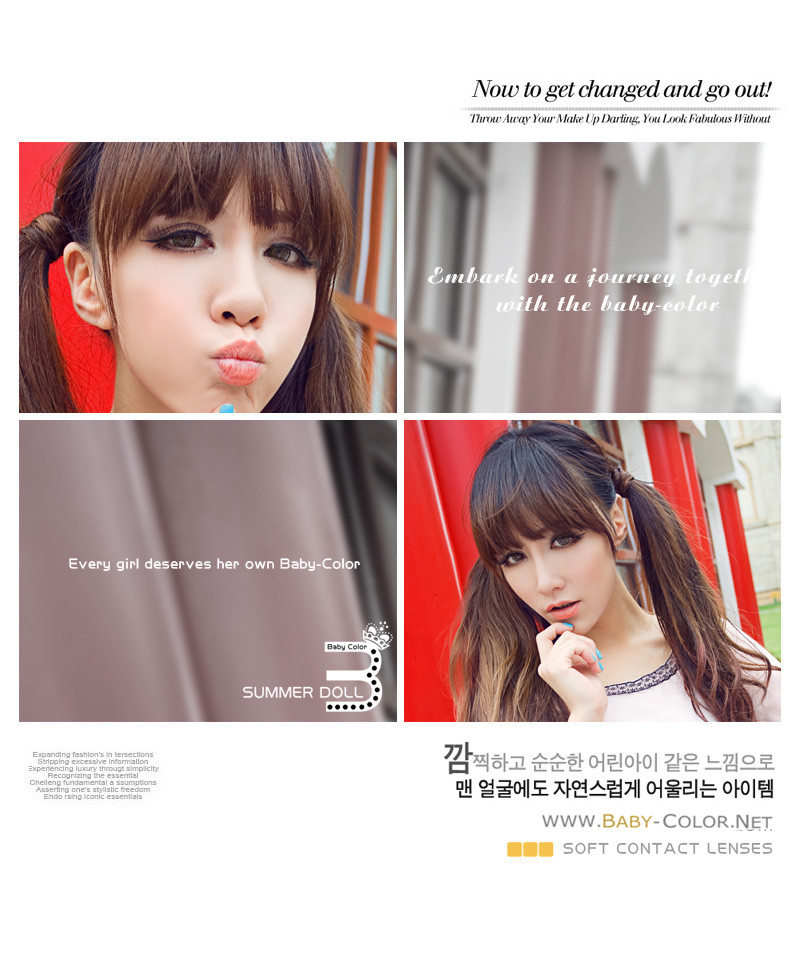 Now to get changed and go out!
Throw Away Your Make Up Darling, You Look Fabulous Without
Embark on a journey togeth
with the baby-color
Every girl deserves her own Baby-Color
Baby Color
3
SUMMER DOLL
Expanding fashion's in tersections
Stripping excessive information
Experiencing luxury througt simplicity
Recognizing the essential
Chelleng fundamental a ssumptions
Asserting one's stylistic freedom
Endo rsing iconic essentials
깜찍하고 순순한 어린아이 같은 느낌으로
맨 얼굴에도 자연스럽게 어울리는 아이템
www.Baby-Color.Net
SOFT CONTACT LENSES